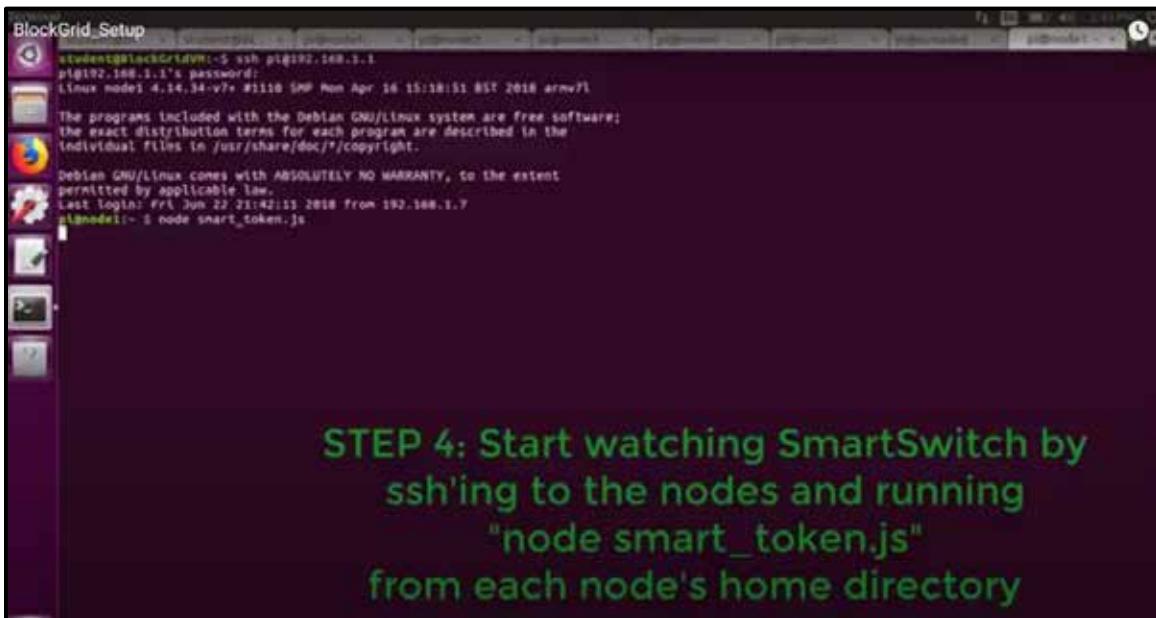 BlockGrid_Setup
student@BlockGridVM:~$ ssh pi@192.168.1.1
pi@192.168.1.1's password:
Linux node1 4.14.34-v7+ #1110 SMP Mon Apr 16 15:18:51 BST 2018 armv7l
The programs included with the Debian GNU/Linux system are free software;
the exact distribution terms for each program are described in the
individual files in /usr/share/doc/*/copyright.
Debian GNU/Linux comes with ABSOLUTELY NO WARRANTY, to the extent
permitted by applicable law.
Last login: Fri Jun 22 21:42:11 2018 from 192.168.1.7
pi@node1:~ $ node smart_token.js
STEP 4: Start watching SmartSwitch by
ssh'ing to the nodes and running
"node smart_token.js"
from each node's home directory